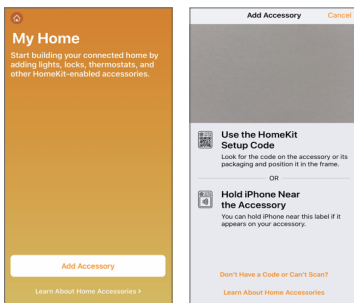 My Home
Start building your connected home by
adding lights, locks, thermostats, and
other HomeKit-enabled accessories.
Add Accessory
Learn About Home Accessories >
Add Accessory
Cancel
Use the HomeKit
Setup Code
Look for the code on the accessory or its
packaging and position it in the frame.
OR
Hold iPhone Near
the Accessory
You can hold iPhone near this label if it
appears on your accessory.
Don't Have a Code or Can't Scan?
Learn About Home Accessories